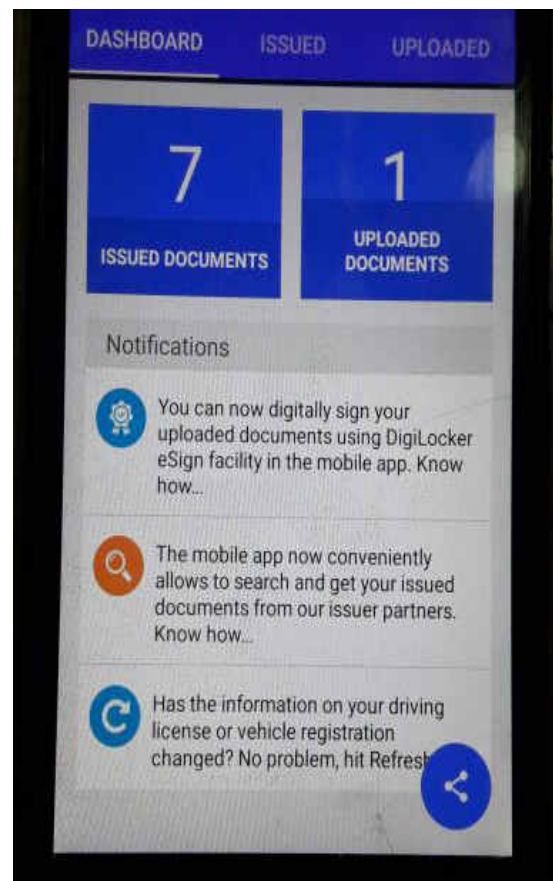 DASHBOARD ISSUED UPLOADED
7
ISSUED DOCUMENTS
1
UPLOADED
DOCUMENTS
Notifications
You can now digitally sign your
uploaded documents using DigiLocker
eSign facility in the mobile app. Know
how...
The mobile app now conveniently
allows to search and get your issued
documents from our issuer partners.
Know how...
Has the information on your driving
license or vehicle registration
changed? No problem, hit Refresh